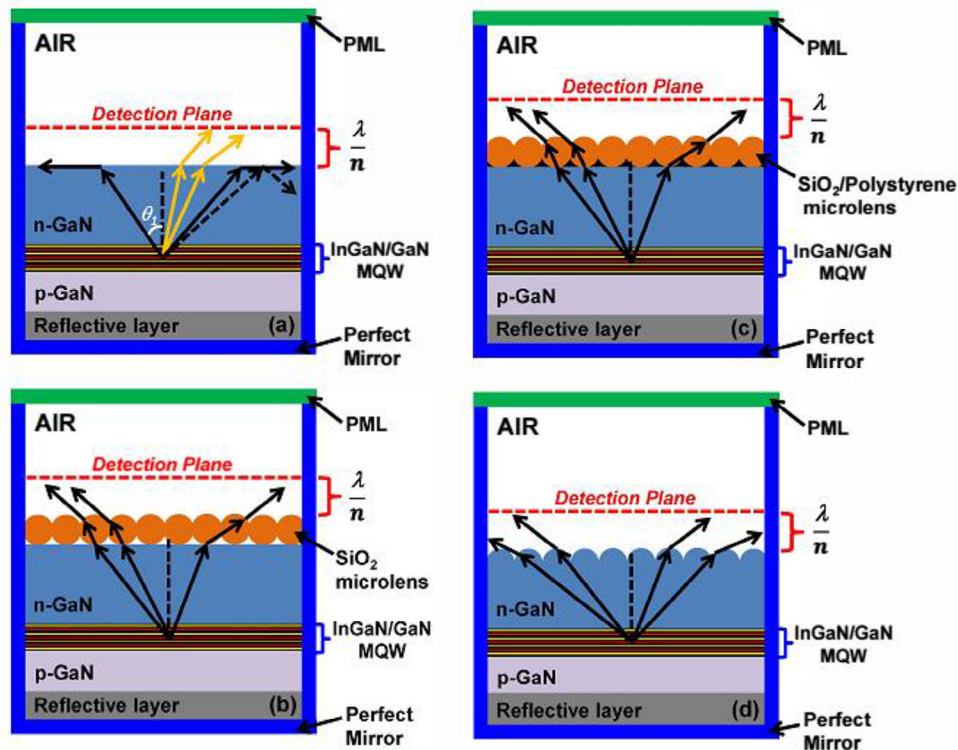 AIR
PML
Detection Plane
λ
n
θ1
n-GaN
InGaN/GaN
MQW
p-GaN
Reflective layer
(a)
Perfect
Mirror
AIR
PML
Detection Plane
λ
n
SiO2/Polystyrene
microlens
n-GaN
InGaN/GaN
MQW
p-GaN
Reflective layer
(c)
Perfect
Mirror
AIR
PML
Detection Plane
λ
n
SiO2
microlens
n-GaN
InGaN/GaN
MQW
p-GaN
Reflective layer
(b)
Perfect
Mirror
AIR
PML
Detection Plane
λ
n
n-GaN
InGaN/GaN
MQW
p-GaN
Reflective layer
(d)
Perfect
Mirror